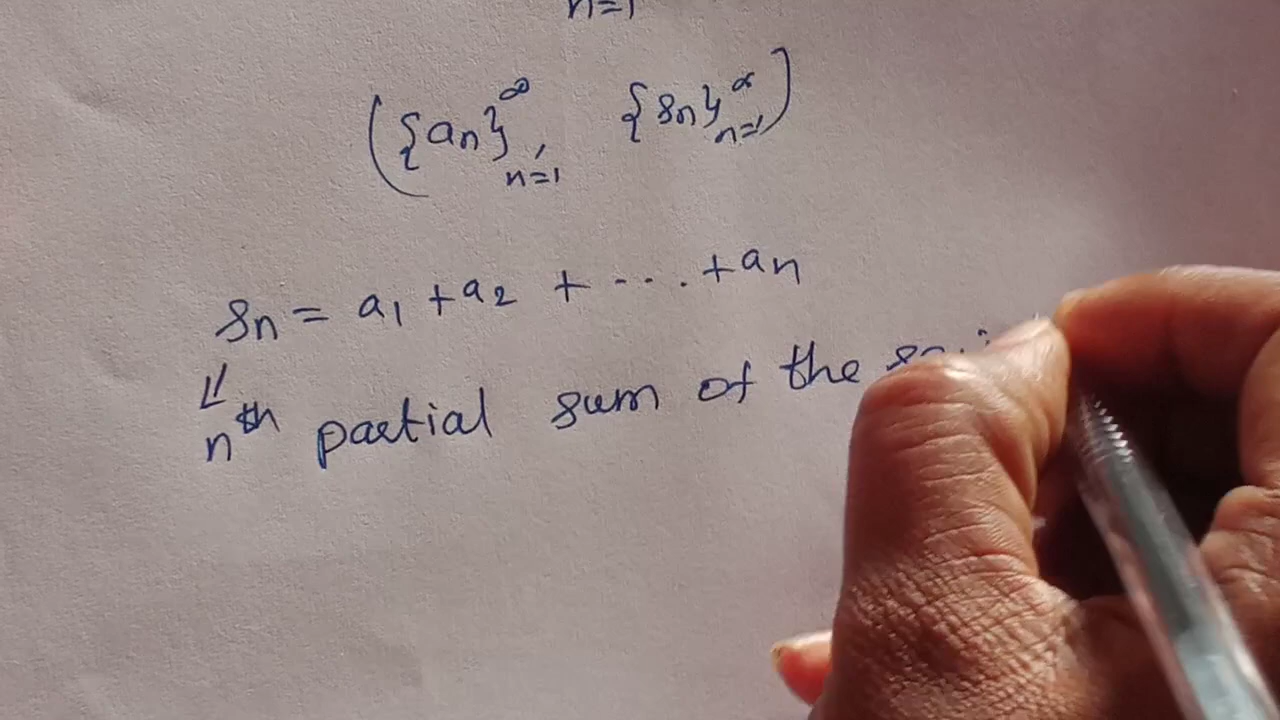 n=1
({an}∞n=1, {sn}∞n=1)
sn = a1 + a2 + .... + an
nth partial sum of the